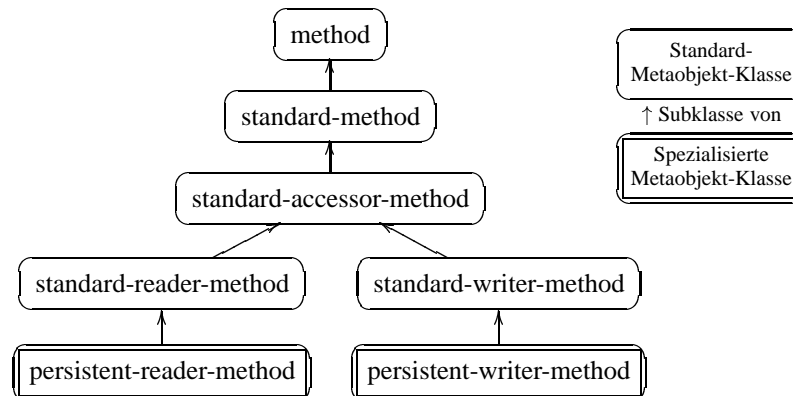 method
standard-method
standard-accessor-method
standard-reader-method
standard-writer-method
persistent-reader-method
persistent-writer-method
Standard-
Metaobjekt-Klasse
↑ Subklasse von
Spezialisierte
Metaobjekt-Klasse